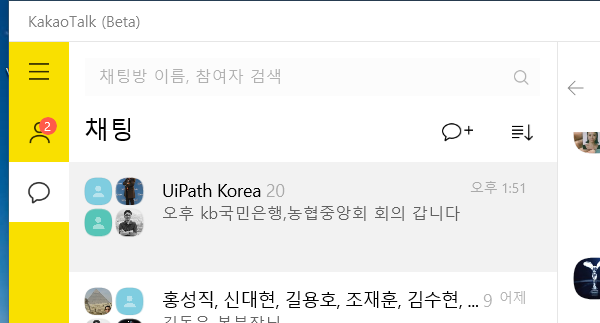 KakaoTalk (Beta)
채팅방 이름, 참여자 검색
2
채팅
UiPath Korea 20
오후 1:51
오후 kb국민은행,농협중앙회 회의 갑니다
홍성직, 신대현, 길용호, 조재훈, 김수현, ... 9
어제